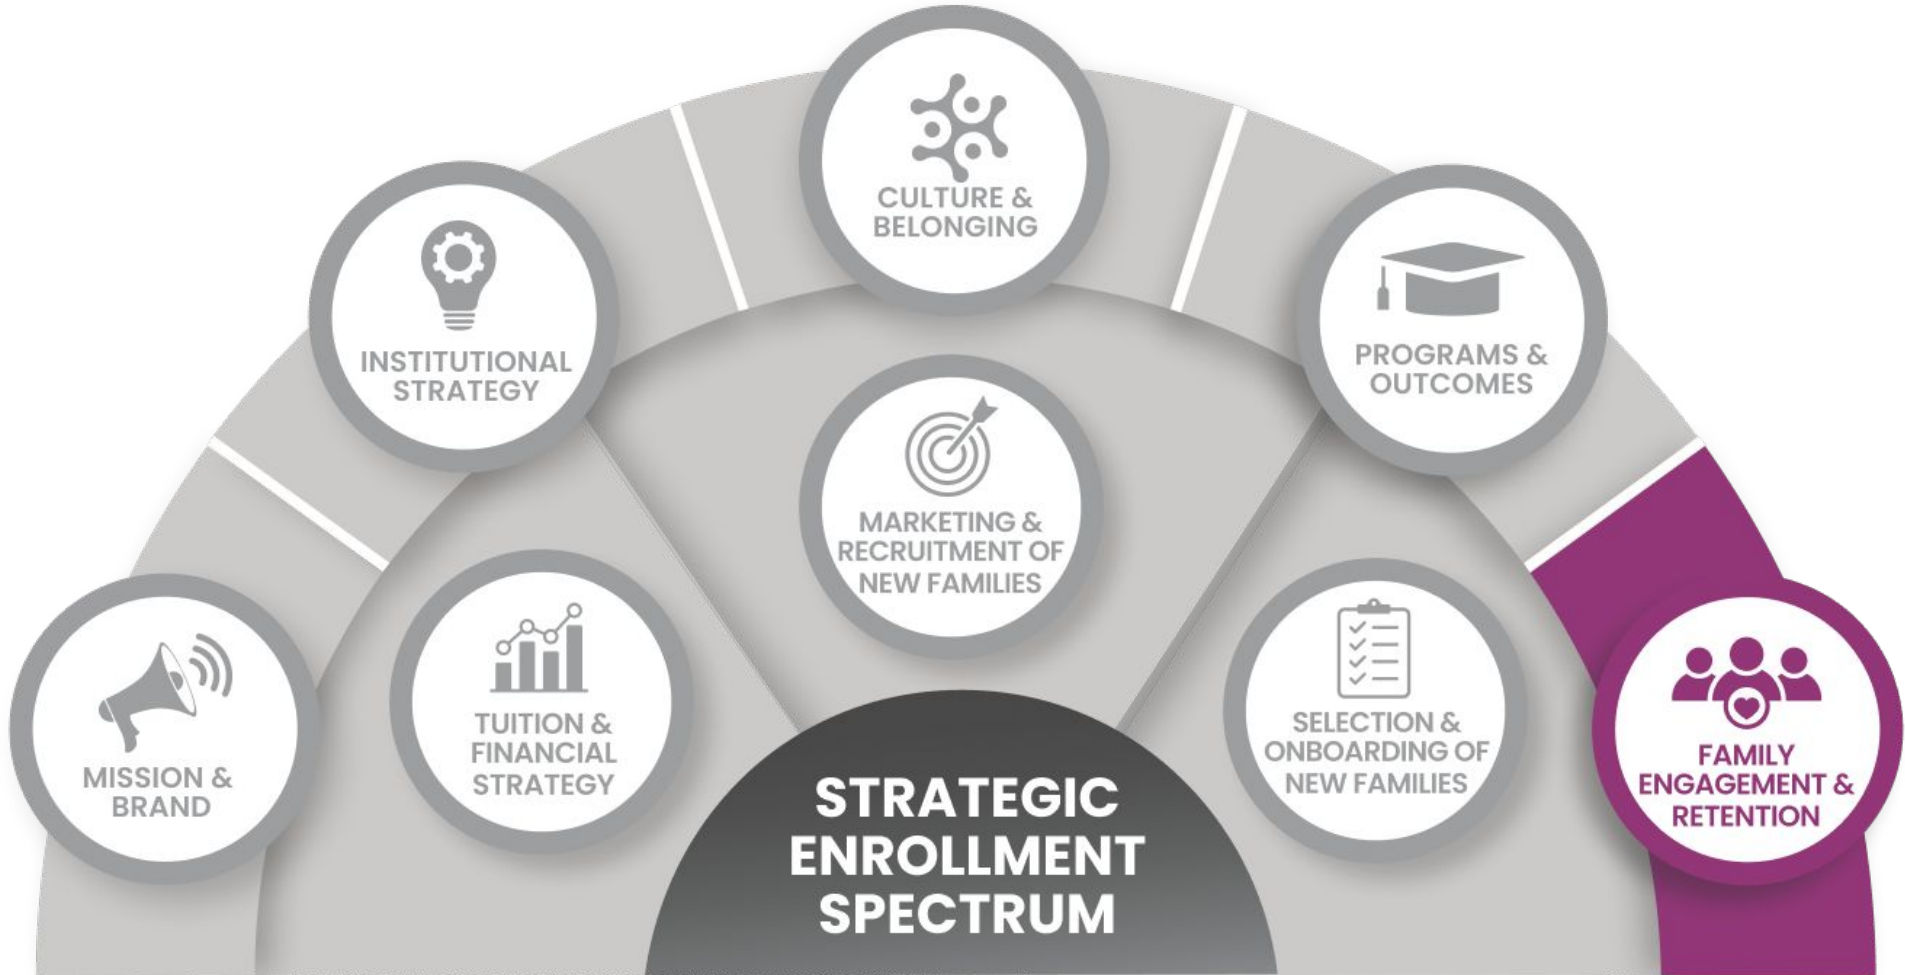 CULTURE &
BELONGING
INSTITUTIONAL
STRATEGY
PROGRAMS &
OUTCOMES
MARKETING &
RECRUITMENT OF
NEW FAMILIES
MISSION &
BRAND
TUITION &
FINANCIAL
STRATEGY
SELECTION &
ONBOARDING OF
NEW FAMILIES
FAMILY
ENGAGEMENT &
RETENTION
STRATEGIC
ENROLLMENT
SPECTRUM